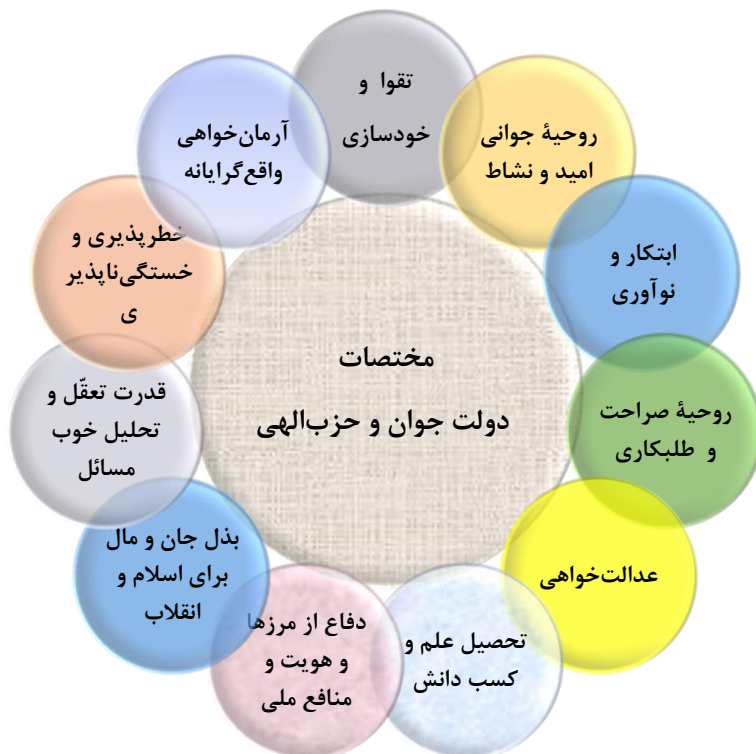 مختصات
دولت جوان و حزب‌الهی
تقوا و
خودسازی
روحیهٔ جوانی
امید و نشاط
ابتکار و
نوآوری
روحیهٔ صراحت
و طلبکاری
عدالت‌خواهی
تحصیل علم و
کسب دانش
دفاع از مرزها
و هویت و
منافع ملی
بذل جان و مال
برای اسلام و
انقلاب
قدرت تعقّل و
تحلیل خوب
مسائل
خطرپذیری و
خستگی‌ناپذیر
ی
آرمان‌خواهی
واقع‌گرایانه